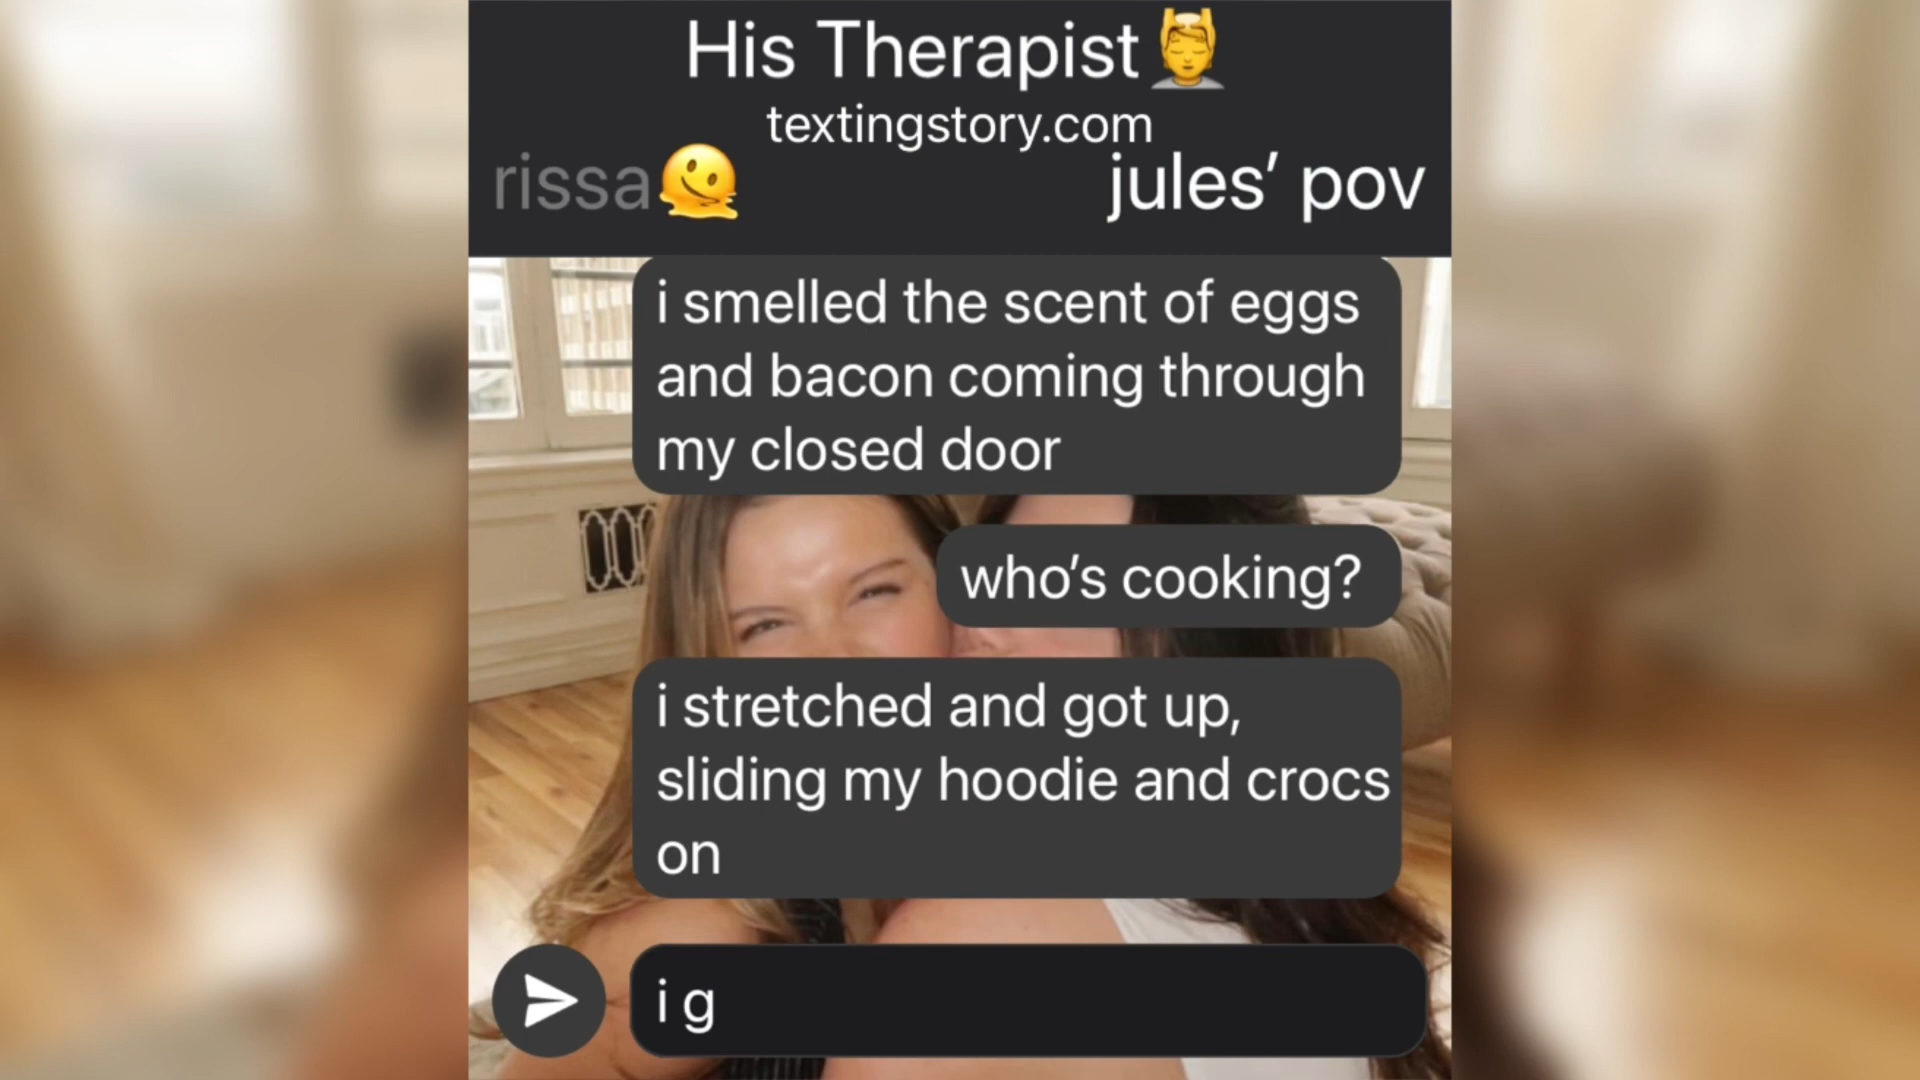 His Therapist💆
textingstory.com
rissa🫠
jules’ pov
i smelled the scent of eggs
and bacon coming through
my closed door
who’s cooking?
i stretched and got up,
sliding my hoodie and crocs
on
i g